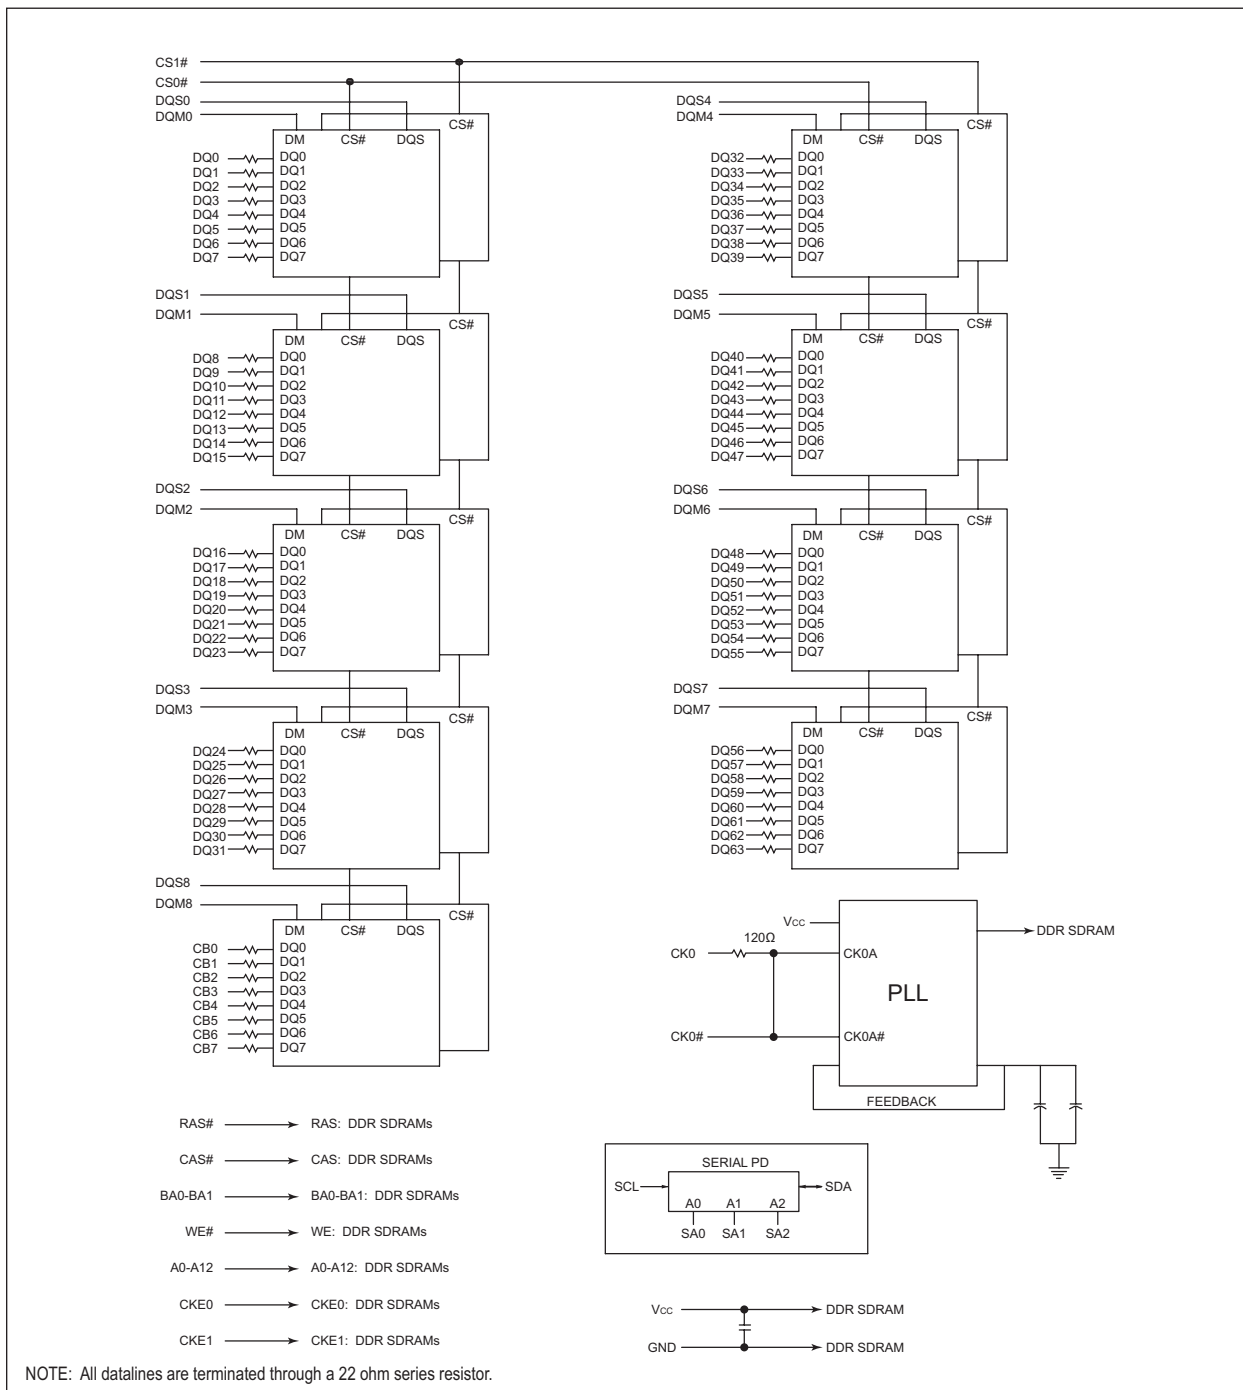 CS1#
CS0#
DQS0
DQM0
CS#
DM CS# DQS
DQ0 DQ0
DQ1 DQ1
DQ2 DQ2
DQ3 DQ3
DQ4 DQ4
DQ5 DQ5
DQ6 DQ6
DQ7 DQ7
DQS1
DQM1
CS#
DM CS# DQS
DQ8 DQ0
DQ9 DQ1
DQ10 DQ2
DQ11 DQ3
DQ12 DQ4
DQ13 DQ5
DQ14 DQ6
DQ15 DQ7
DQS2
DQM2
CS#
DM CS# DQS
DQ16 DQ0
DQ17 DQ1
DQ18 DQ2
DQ19 DQ3
DQ20 DQ4
DQ21 DQ5
DQ22 DQ6
DQ23 DQ7
DQS3
DQM3
CS#
DM CS# DQS
DQ24 DQ0
DQ25 DQ1
DQ26 DQ2
DQ27 DQ3
DQ28 DQ4
DQ29 DQ5
DQ30 DQ6
DQ31 DQ7
DQS8
DQM8
CS#
DM CS# DQS
CB0 DQ0
CB1 DQ1
CB2 DQ2
CB3 DQ3
CB4 DQ4
CB5 DQ5
CB6 DQ6
CB7 DQ7
DQS4
DQM4
CS#
DM CS# DQS
DQ32 DQ0
DQ33 DQ1
DQ34 DQ2
DQ35 DQ3
DQ36 DQ4
DQ37 DQ5
DQ38 DQ6
DQ39 DQ7
DQS5
DQM5
CS#
DM CS# DQS
DQ40 DQ0
DQ41 DQ1
DQ42 DQ2
DQ43 DQ3
DQ44 DQ4
DQ45 DQ5
DQ46 DQ6
DQ47 DQ7
DQS6
DQM6
CS#
DM CS# DQS
DQ48 DQ0
DQ49 DQ1
DQ50 DQ2
DQ51 DQ3
DQ52 DQ4
DQ53 DQ5
DQ54 DQ6
DQ55 DQ7
DQS7
DQM7
CS#
DM CS# DQS
DQ56 DQ0
DQ57 DQ1
DQ58 DQ2
DQ59 DQ3
DQ60 DQ4
DQ61 DQ5
DQ62 DQ6
DQ63 DQ7
Vcc
DDR SDRAM
120Ω
CK0 CK0A
PLL
CK0# CK0A#
FEEDBACK
RAS# RAS: DDR SDRAMs
CAS# CAS: DDR SDRAMs
BA0-BA1 BA0-BA1: DDR SDRAMs
WE# WE: DDR SDRAMs
A0-A12 A0-A12: DDR SDRAMs
CKE0 CKE0: DDR SDRAMs
CKE1 CKE1: DDR SDRAMs
SERIAL PD
SCL SDA
A0 A1 A2
SA0 SA1 SA2
Vcc DDR SDRAM
GND DDR SDRAM
NOTE: All datalines are terminated through a 22 ohm series resistor.